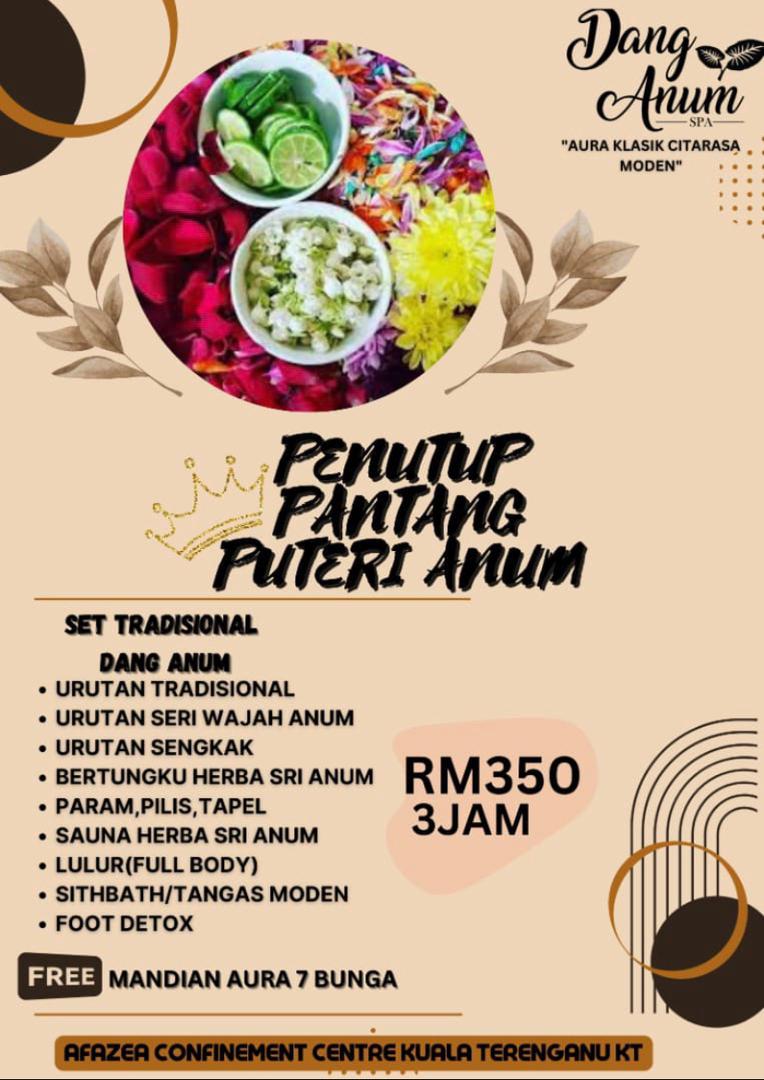 Dang
Anum
SPA
"AURA KLASIK CITARASA
MODEN"
PENUTUP
PANTANG
PUTERI ANUM
SET TRADISIONAL
DANG ANUM
• URUTAN TRADISIONAL
• URUTAN SERI WAJAH ANUM
• URUTAN SENGKAK
• BERTUNGKU HERBA SRI ANUM
• PARAM,PILIS,TAPEL
• SAUNA HERBA SRI ANUM
• LULUR(FULL BODY)
• SITHBATH/TANGAS MODEN
• FOOT DETOX
RM350
3JAM
FREE MANDIAN AURA 7 BUNGA
AFAZEA CONFINEMENT CENTRE KUALA TERENGANU KT